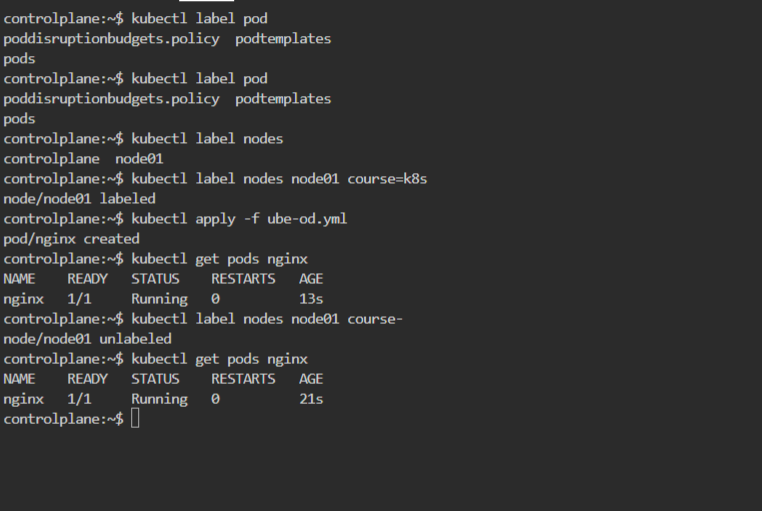 controlplane:~$ kubectl label pod
poddisruptionbudgets.policy  podtemplates
pods
controlplane:~$ kubectl label pod
poddisruptionbudgets.policy  podtemplates
pods
controlplane:~$ kubectl label nodes
controlplane  node01
controlplane:~$ kubectl label nodes node01 course=k8s
node/node01 labeled
controlplane:~$ kubectl apply -f ube-od.yml
pod/nginx created
controlplane:~$ kubectl get pods nginx
NAME    READY   STATUS    RESTARTS   AGE
nginx   1/1     Running   0          13s
controlplane:~$ kubectl label nodes node01 course-
node/node01 unlabeled
controlplane:~$ kubectl get pods nginx
NAME    READY   STATUS    RESTARTS   AGE
nginx   1/1     Running   0          21s
controlplane:~$